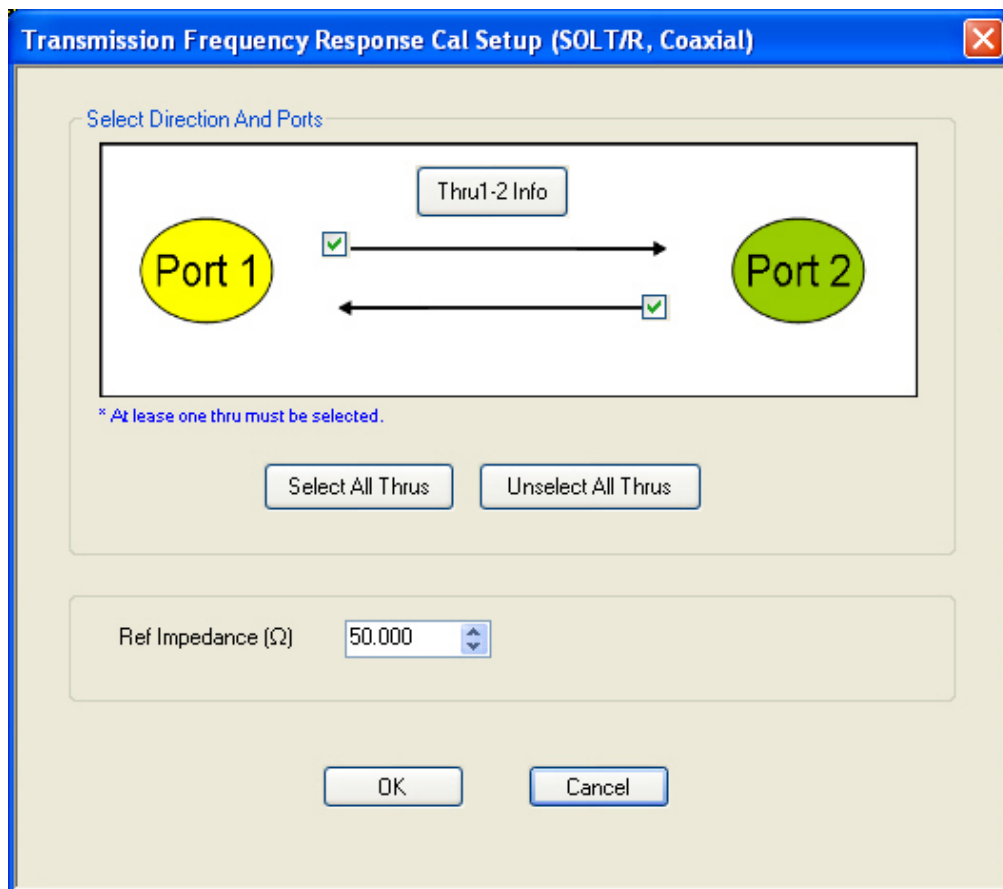 Transmission Frequency Response Cal Setup (SOLT/R, Coaxial)
Select Direction And Ports
Thru1-2 Info
Port 1
Port 2
* At lease one thru must be selected.
Select All Thrus
Unselect All Thrus
Ref Impedance (Ω)
50.000
OK
Cancel